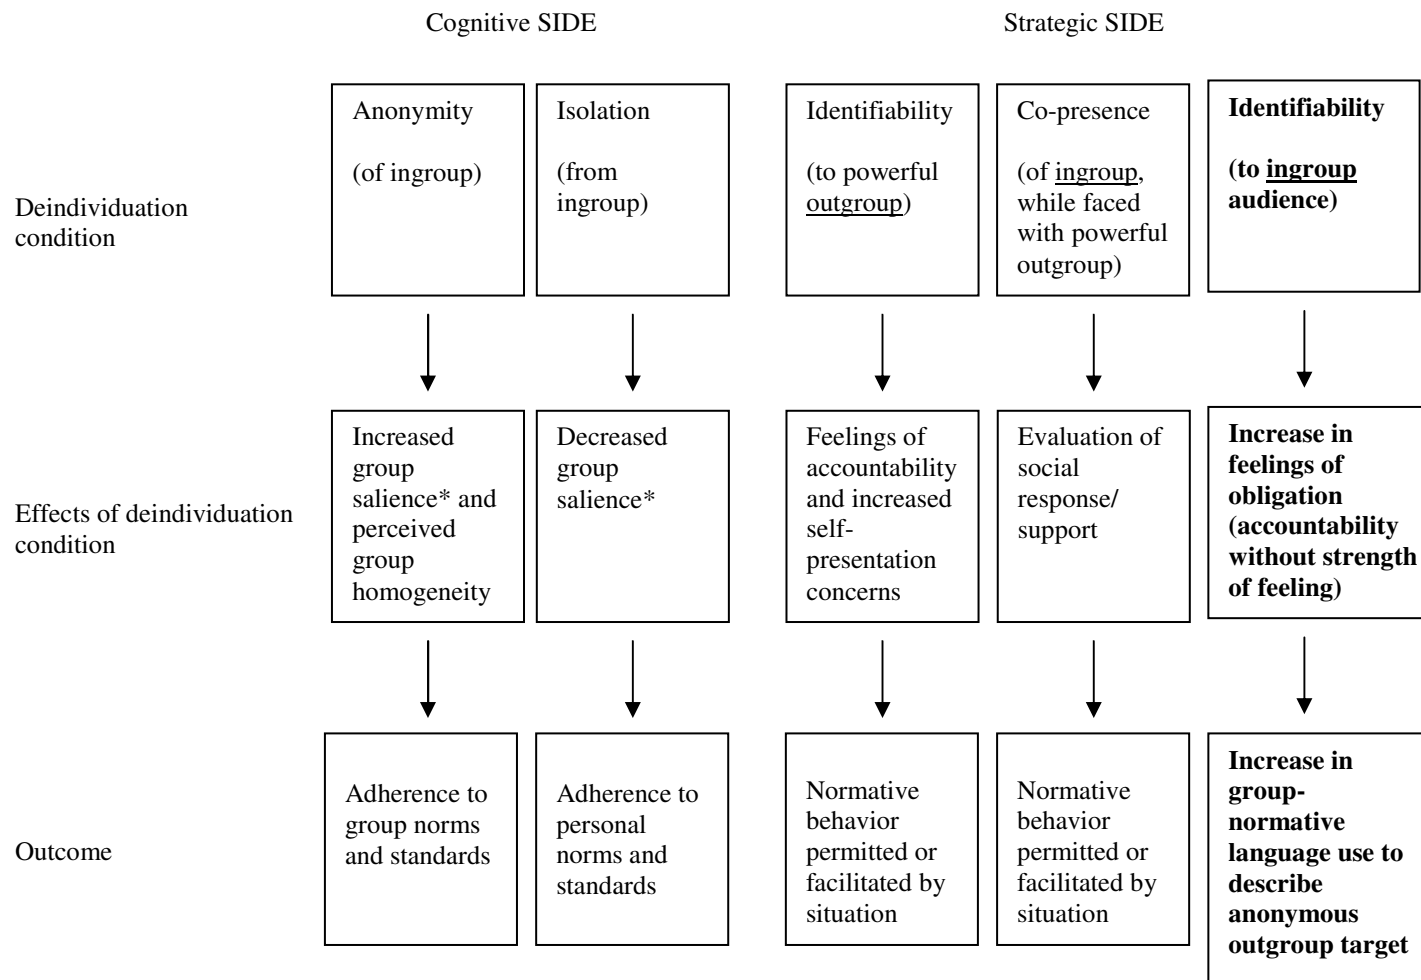 Cognitive SIDE
Strategic SIDE
Deindividuation
condition
Anonymity
(of ingroup)
Isolation
(from
ingroup)
Identifiability
(to powerful
outgroup)
Co-presence
(of ingroup,
while faced
with powerful
outgroup)
Identifiability
(to ingroup
audience)
Effects of deindividuation
condition
Increased
group
salience* and
perceived
group
homogeneity
Decreased
group
salience*
Feelings of
accountability
and increased
self-
presentation
concerns
Evaluation of
social
response/
support
Increase in
feelings of
obligation
(accountability
without strength
of feeling)
Outcome
Adherence to
group norms
and standards
Adherence to
personal
norms and
standards
Normative
behavior
permitted or
facilitated by
situation
Normative
behavior
permitted or
facilitated by
situation
Increase in
group-
normative
language use to
describe
anonymous
outgroup target